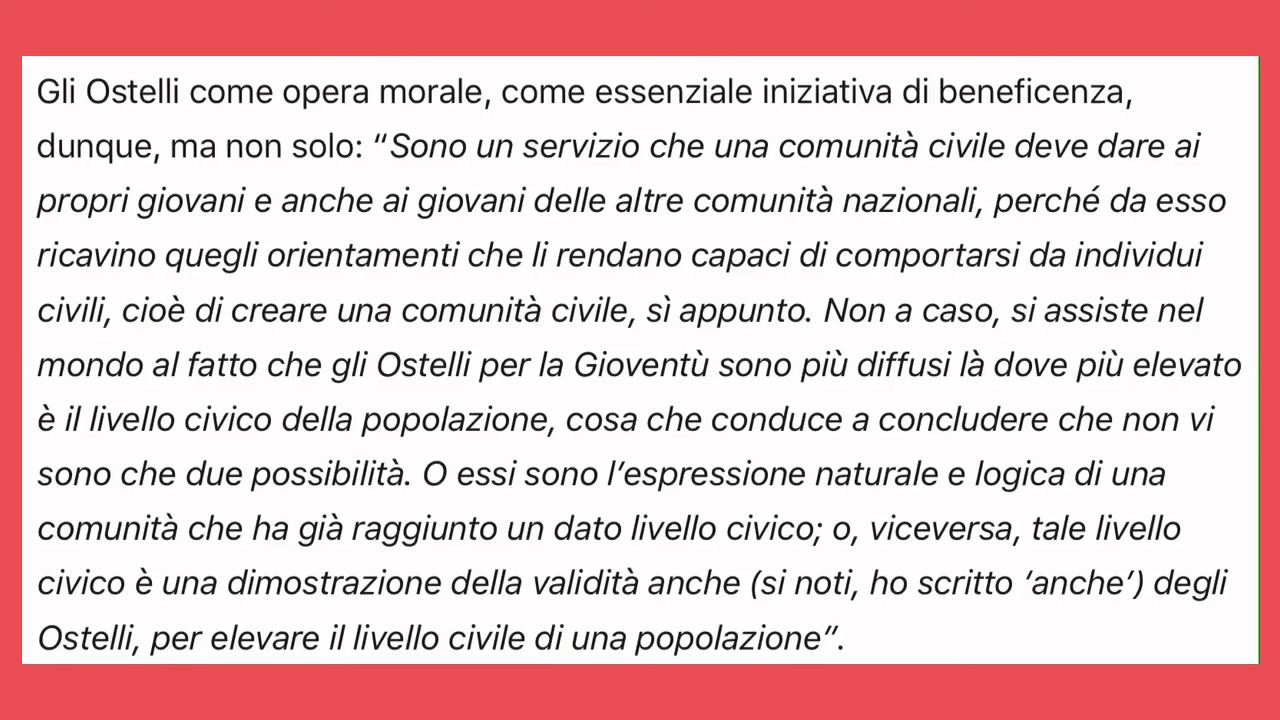 Gli Ostelli come opera morale, come essenziale iniziativa di beneficenza,
dunque, ma non solo: “Sono un servizio che una comunità civile deve dare ai
propri giovani e anche ai giovani delle altre comunità nazionali, perché da esso
ricavino quegli orientamenti che li rendano capaci di comportarsi da individui
civili, cioè di creare una comunità civile, sì appunto. Non a caso, si assiste nel
mondo al fatto che gli Ostelli per la Gioventù sono più diffusi là dove più elevato
è il livello civico della popolazione, cosa che conduce a concludere che non vi
sono che due possibilità. O essi sono l’espressione naturale e logica di una
comunità che ha già raggiunto un dato livello civico; o, viceversa, tale livello
civico è una dimostrazione della validità anche (si noti, ho scritto ‘anche’) degli
Ostelli, per elevare il livello civile di una popolazione”.